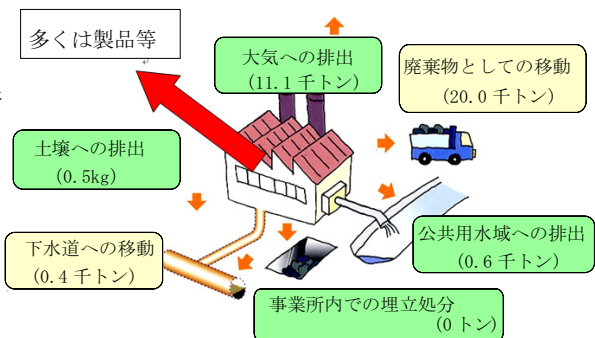 多くは製品等
大気への排出
(11.1 千トン)
廃棄物としての移動
(20.0 千トン)
土壌への排出
(0.5kg)
公共用水域への排出
(0.6 千トン)
下水道への移動
(0.4 千トン)
事業所内での埋立処分
(0 トン)